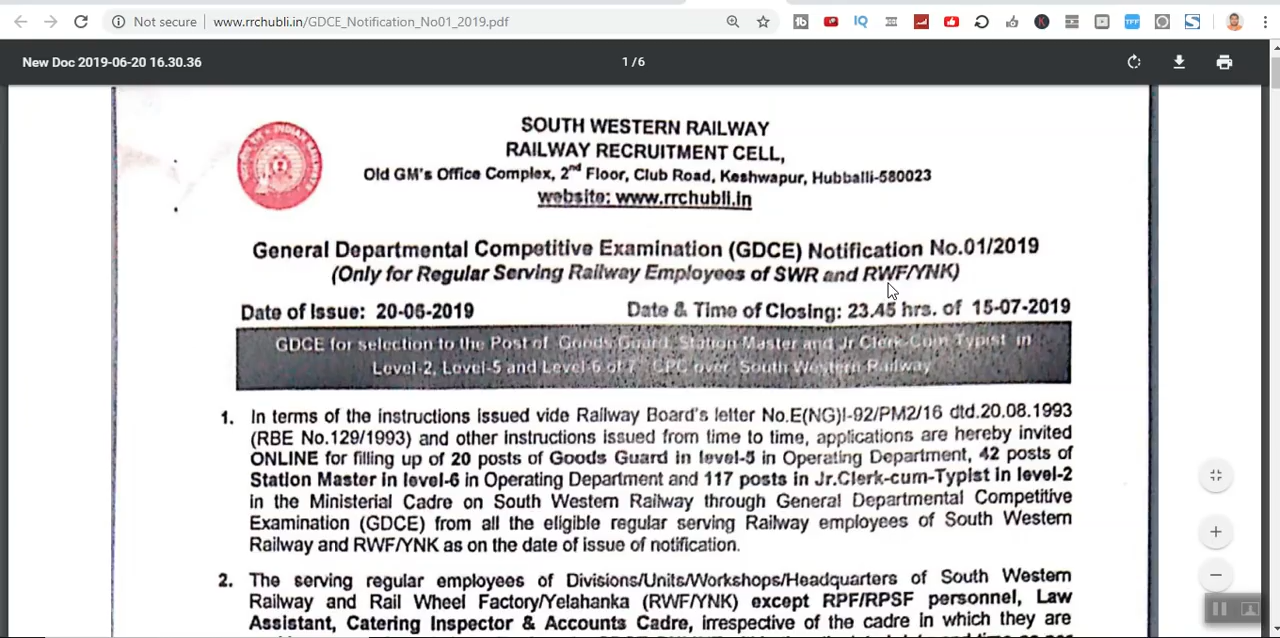 Not secure | www.rrchubli.in/GDCE_Notification_No01_2019.pdf
New Doc 2019-06-20 16.30.36
1 / 6
SOUTH WESTERN RAILWAY
RAILWAY RECRUITMENT CELL,
Old GM's Office Complex, 2nd Floor, Club Road, Keshwapur, Hubballi-580023
website: www.rrchubli.in
General Departmental Competitive Examination (GDCE) Notification No.01/2019
(Only for Regular Serving Railway Employees of SWR and RWF/YNK)
Date of Issue: 20-06-2019 Date & Time of Closing: 23.45 hrs. of 15-07-2019
GDCE for selection to the Post of Goods Guard, Station Master and Jr Clerk-Cum Typist in
Level-2, Level-5 and Level-6 of 7 CPC over South Western Railway
1. In terms of the instructions issued vide Railway Board's letter No.E(NG)I-92/PM2/16 dtd.20.08.1993
(RBE No.129/1993) and other instructions issued from time to time, applications are hereby invited
ONLINE for filling up of 20 posts of Goods Guard in level-5 in Operating Department, 42 posts of
Station Master in level-6 in Operating Department and 117 posts in Jr.Clerk-cum-Typist in level-2
in the Ministerial Cadre on South Western Railway through General Departmental Competitive
Examination (GDCE) from all the eligible regular serving Railway employees of South Western
Railway and RWF/YNK as on the date of issue of notification.
2. The serving regular employees of Divisions/Units/Workshops/Headquarters of South Western
Railway and Rail Wheel Factory/Yelahanka (RWF/YNK) except RPF/RPSF personnel, Law
Assistant, Catering Inspector & Accounts Cadre, irrespective of the cadre in which they are